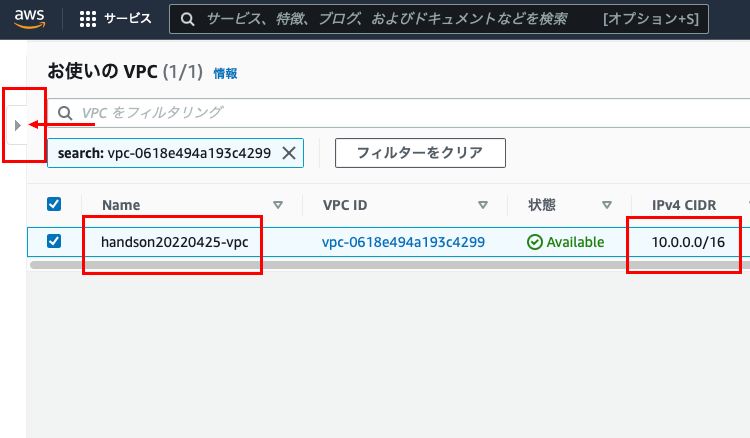 aws サービス サービス、特徴、ブログ、およびドキュメントなどを検索 [オプション+S]
お使いの VPC (1/1) 情報
VPC をフィルタリング
search: vpc-0618e494a193c4299 フィルターをクリア
Name VPC ID 状態 IPv4 CIDR
handson20220425-vpc vpc-0618e494a193c4299 Available 10.0.0.0/16